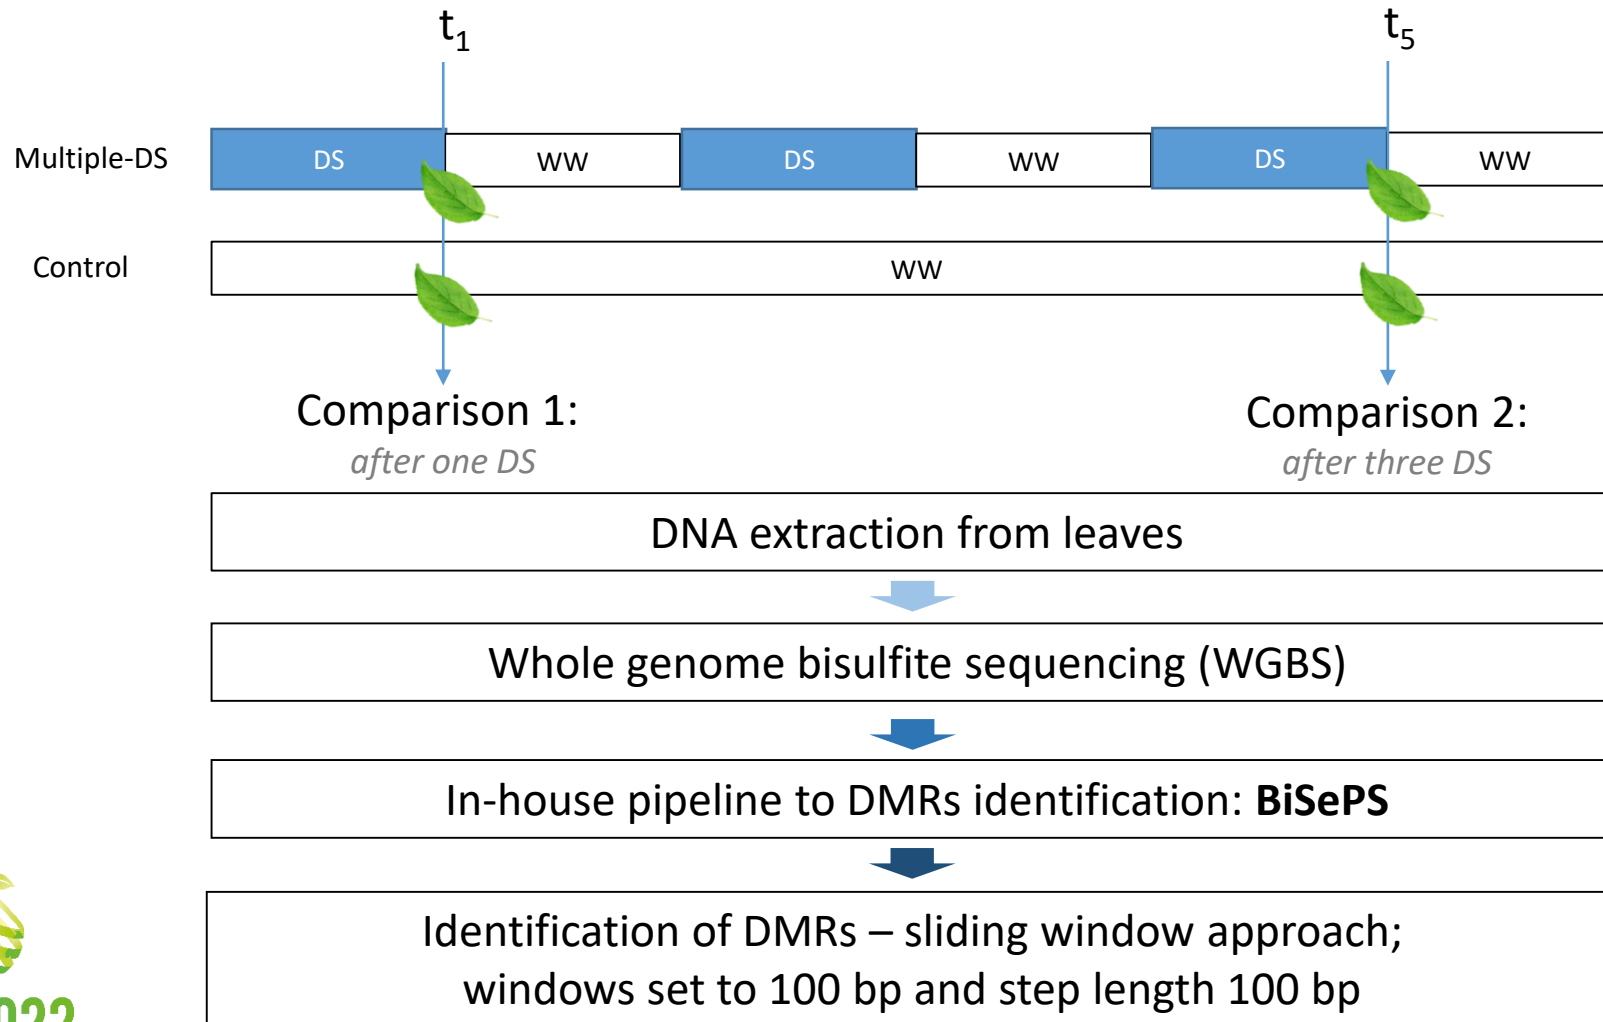 t1 t5
Multiple-DS DS WW DS WW DS WW
Control WW
Comparison 1: Comparison 2:
after one DS after three DS
DNA extraction from leaves
Whole genome bisulfite sequencing (WGBS)
In-house pipeline to DMRs identification: BiSePS
Identification of DMRs – sliding window approach;
windows set to 100 bp and step length 100 bp